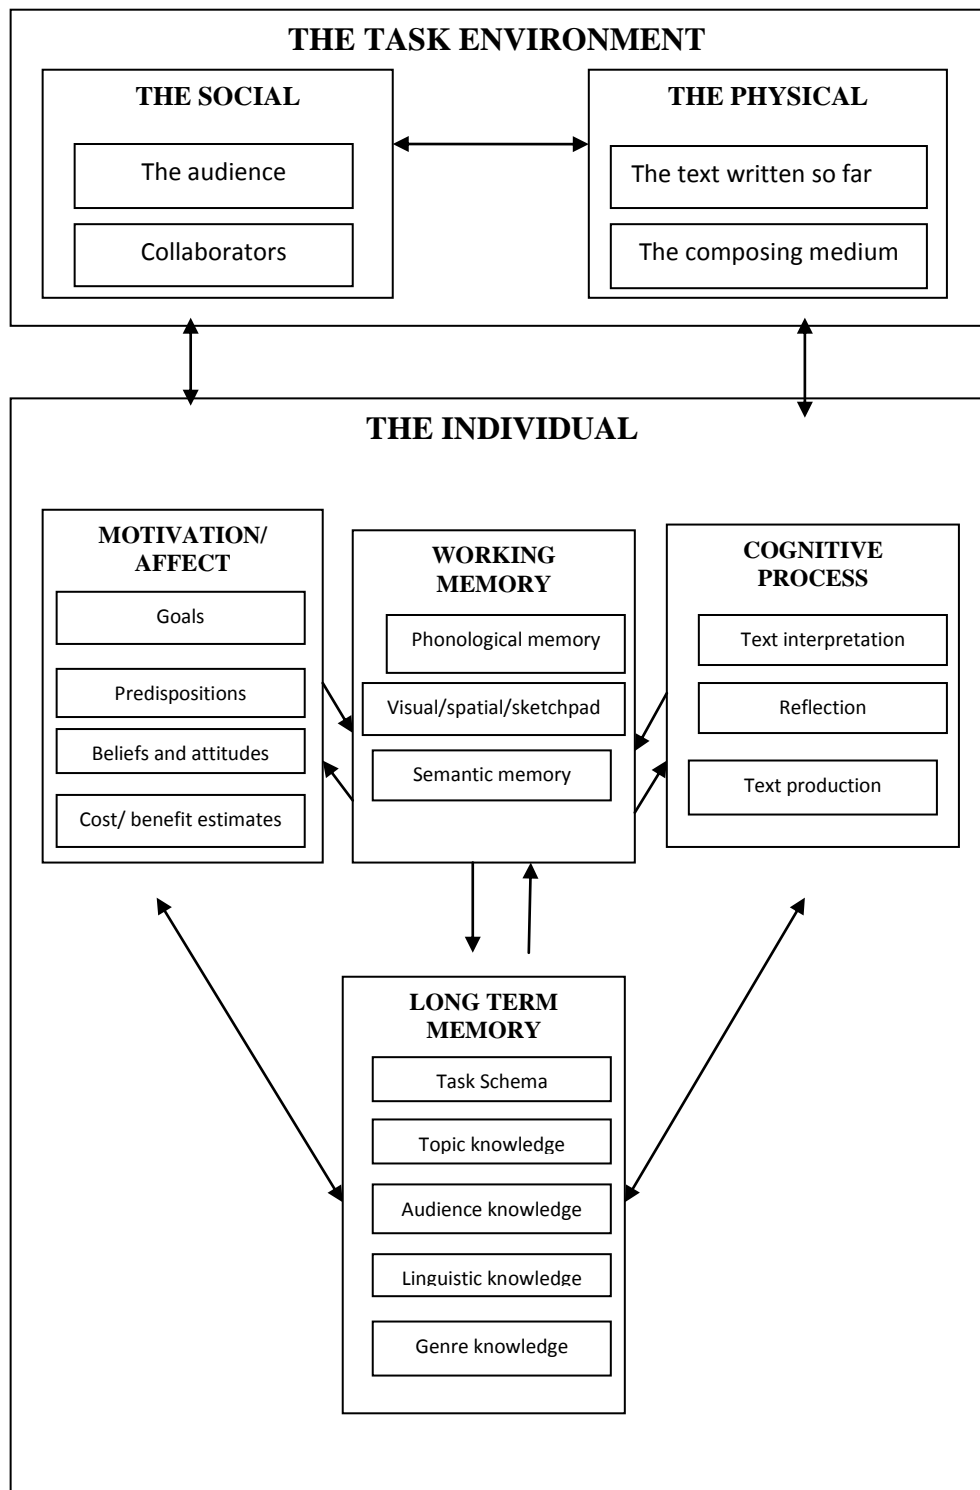 THE TASK ENVIRONMENT
THE SOCIAL
The audience
Collaborators
THE PHYSICAL
The text written so far
The composing medium
THE INDIVIDUAL
MOTIVATION/
AFFECT
Goals
Predispositions
Beliefs and attitudes
Cost/ benefit estimates
WORKING
MEMORY
Phonological memory
Visual/spatial/sketchpad
Semantic memory
COGNITIVE
PROCESS
Text interpretation
Reflection
Text production
LONG TERM
MEMORY
Task Schema
Topic knowledge
Audience knowledge
Linguistic knowledge
Genre knowledge